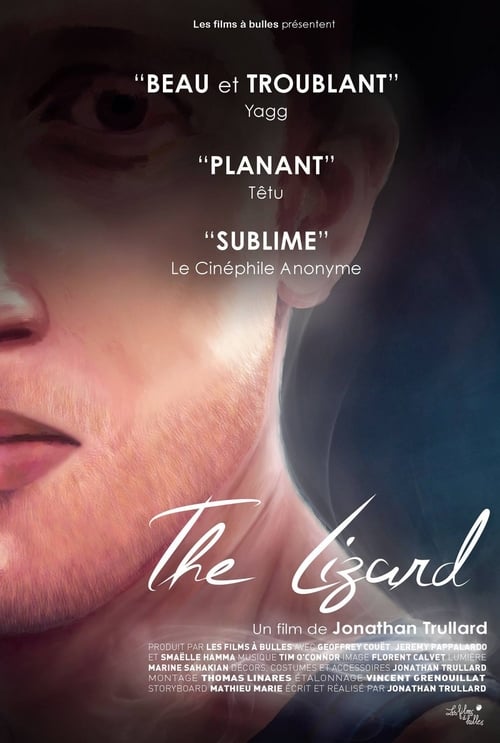 Les films à bulles présentent
“BEAU et TROUBLANT”
Yagg
“PLANANT”
Têtu
“SUBLIME”
Le Cinéphile Anonyme
The Lizard
Un film de Jonathan Trullard
PRODUIT PAR LES FILMS À BULLES AVEC GEOFFREY COUËT, JEREMY PAPPALARDO
ET SMAËLLE HAMMA MUSIQUE TIM O'CONNOR IMAGE FLORENT CALVET LUMIÈRE
MARINE SAHAKIAN DÉCORS, COSTUMES ET ACCESSOIRES JONATHAN TRULLARD
MONTAGE THOMAS LINARES ÉTALONNAGE VINCENT GRENOUILLAT
STORYBOARD MATHIEU MARIE ÉCRIT ET RÉALISÉ PAR JONATHAN TRULLARD
Les films
à bulles